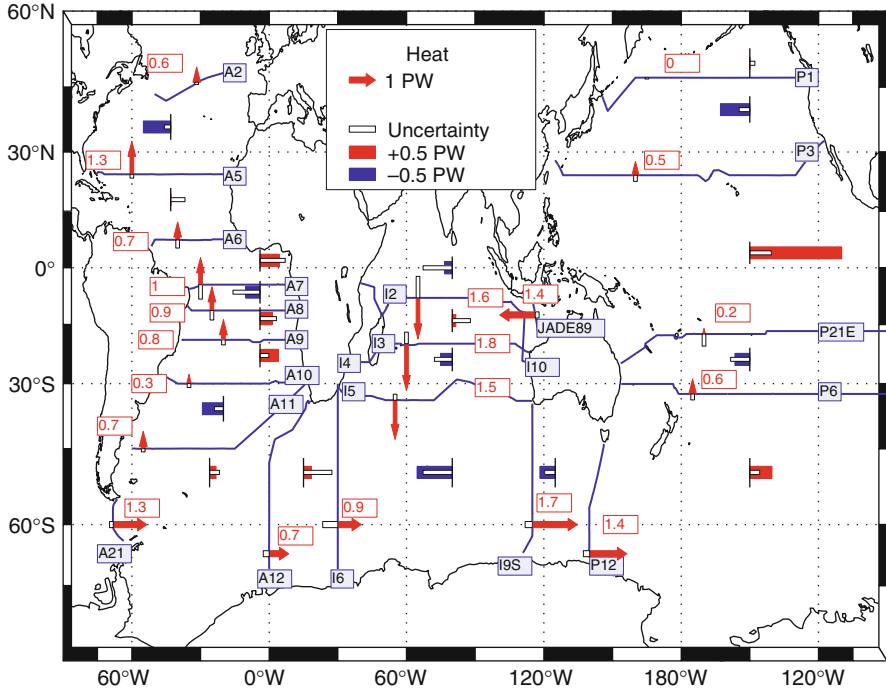 60°N
30°N
0°
30°S
60°S
Heat
1 PW
Uncertainty
+0.5 PW
−0.5 PW
0.6
A2
0
P1
1.3
A5
0.5
P3
0.7
A6
1
A7
0.9
A8
0.8
A9
0.3
A10
A11
0.7
I2
1.6
1.4
JADE89
I3
1.8
I4
I10
I5
1.5
0.2
P21E
0.6
P6
1.3
A21
0.7
A12
0.9
I6
1.7
I9S
1.4
P12
60°W
0°W
60°W
120°W
180°W
120°W